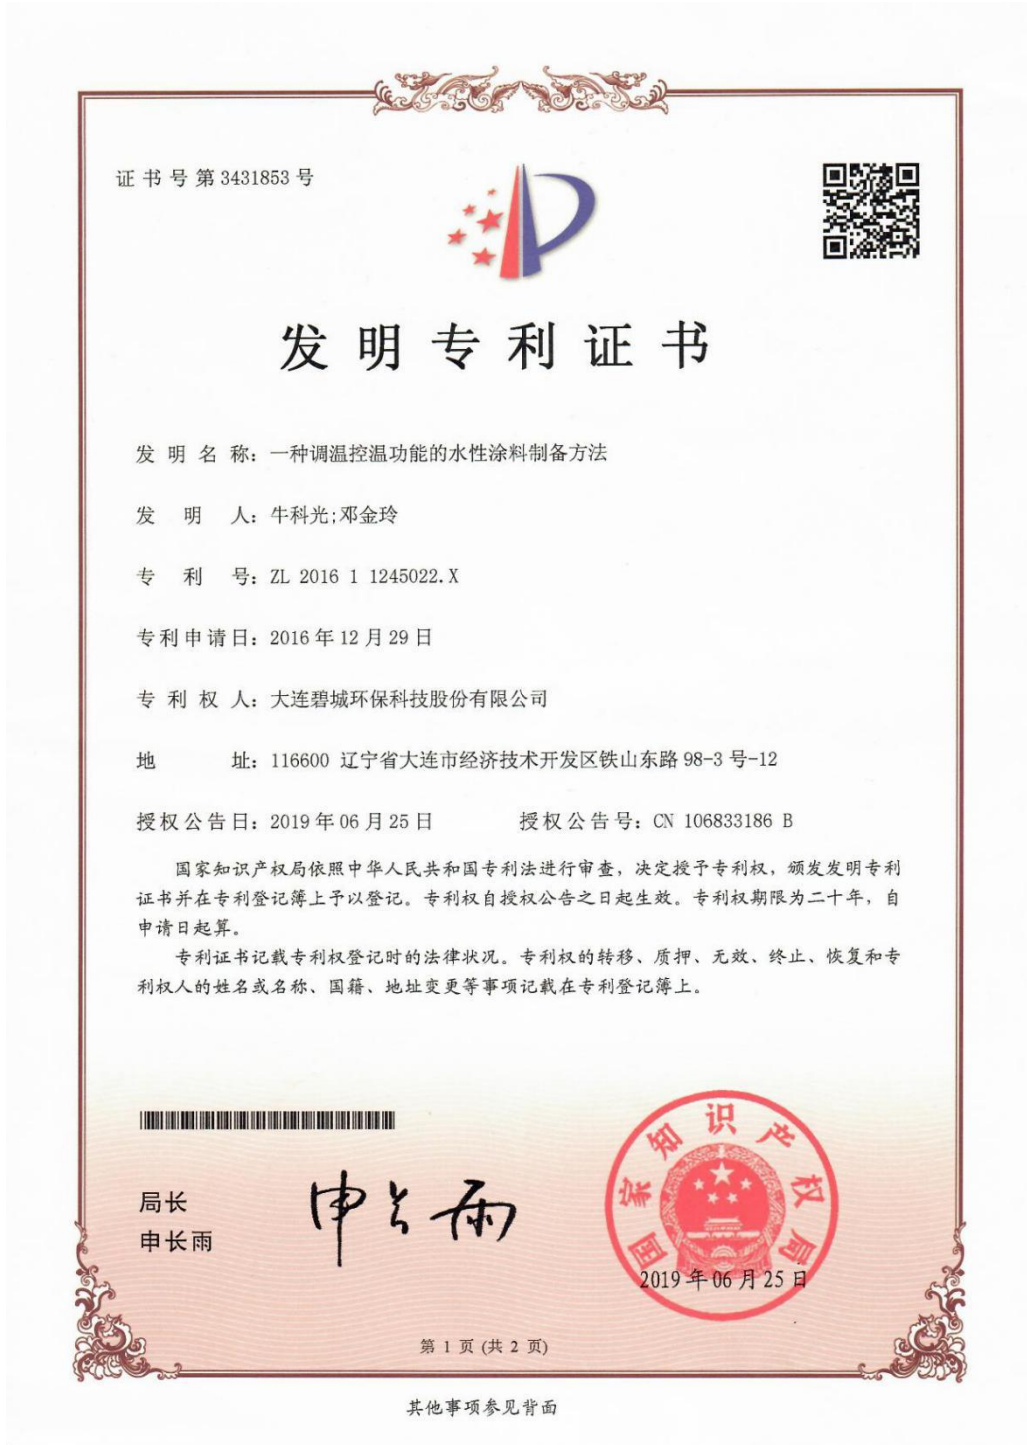 证书号第3431853号
发明专利证书
发明名称：一种调温控温功能的水性涂料制备方法
发明人：牛科光;邓金玲
专利号：ZL 2016 1 1245022.X
专利申请日：2016年12月29日
专利权人：大连碧城环保科技股份有限公司
地址：116600 辽宁省大连市经济技术开发区铁山东路98-3号-12
授权公告日：2019年06月25日 授权公告号：CN 106833186 B
国家知识产权局依照中华人民共和国专利法进行审查，决定授予专利权，颁发发明专利
证书并在专利登记簿上予以登记。专利权自授权公告之日起生效。专利权期限为二十年，自
申请日起算。
专利证书记载专利权登记时的法律状况。专利权的转移、质押、无效、终止、恢复和专
利权人的姓名或名称、国籍、地址变更等事项记载在专利登记簿上。
局长
申长雨
申长雨
国家知识产权局
2019年06月25日
第 1 页 (共 2 页)
其他事项参见背面